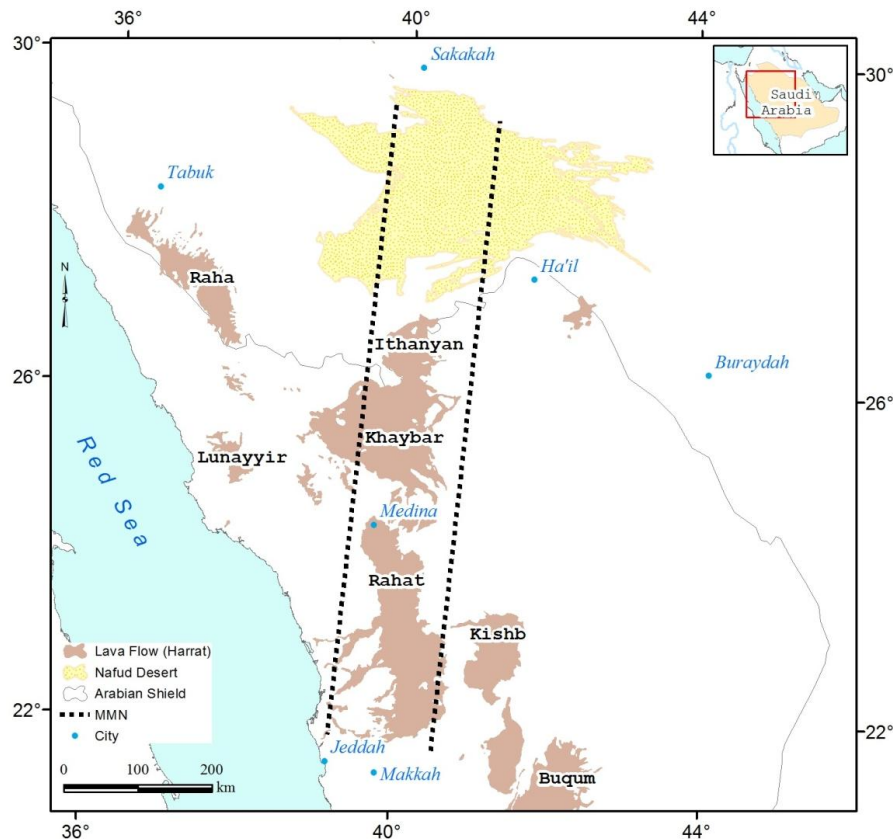 36°
40°
44°
30°
30°
Sakakah
Saudi
Arabia
Tabuk
N
Raha
Ha'il
Ithanyan
26°
Buraydah
26°
Khaybar
Lunayyir
Red Sea
Medina
Rahat
Kishb
Lava Flow (Harrat)
Nafud Desert
Arabian Shield
MMN
City
22°
22°
Jeddah
Makkah
0 100 200
km
Buqum
36°
40°
44°